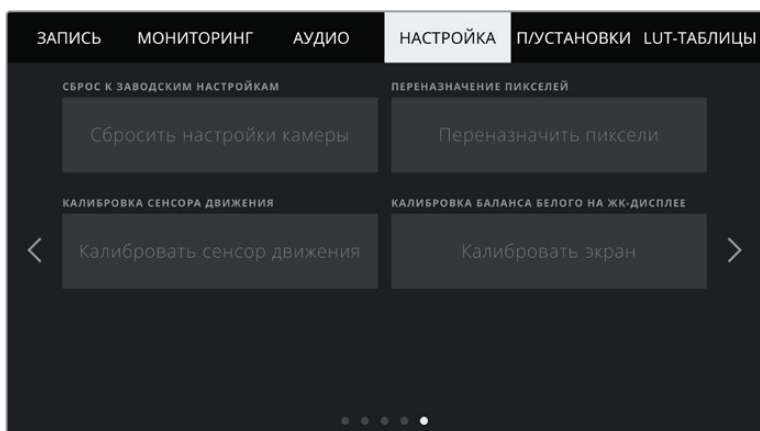 ЗАПИСЬ МОНИТОРИНГ АУДИО НАСТРОЙКА П/УСТАНОВКИ LUT-ТАБЛИЦЫ
СБРОС К ЗАВОДСКИМ НАСТРОЙКАМ ПЕРЕНАЗНАЧЕНИЕ ПИКСЕЛЕЙ
Сбросить настройки камеры Переназначить пиксели
КАЛИБРОВКА СЕНСОРА ДВИЖЕНИЯ КАЛИБРОВКА БАЛАНСА БЕЛОГО НА ЖК-ДИСПЛЕЕ
Калибровать сенсор движения Калибровать экран